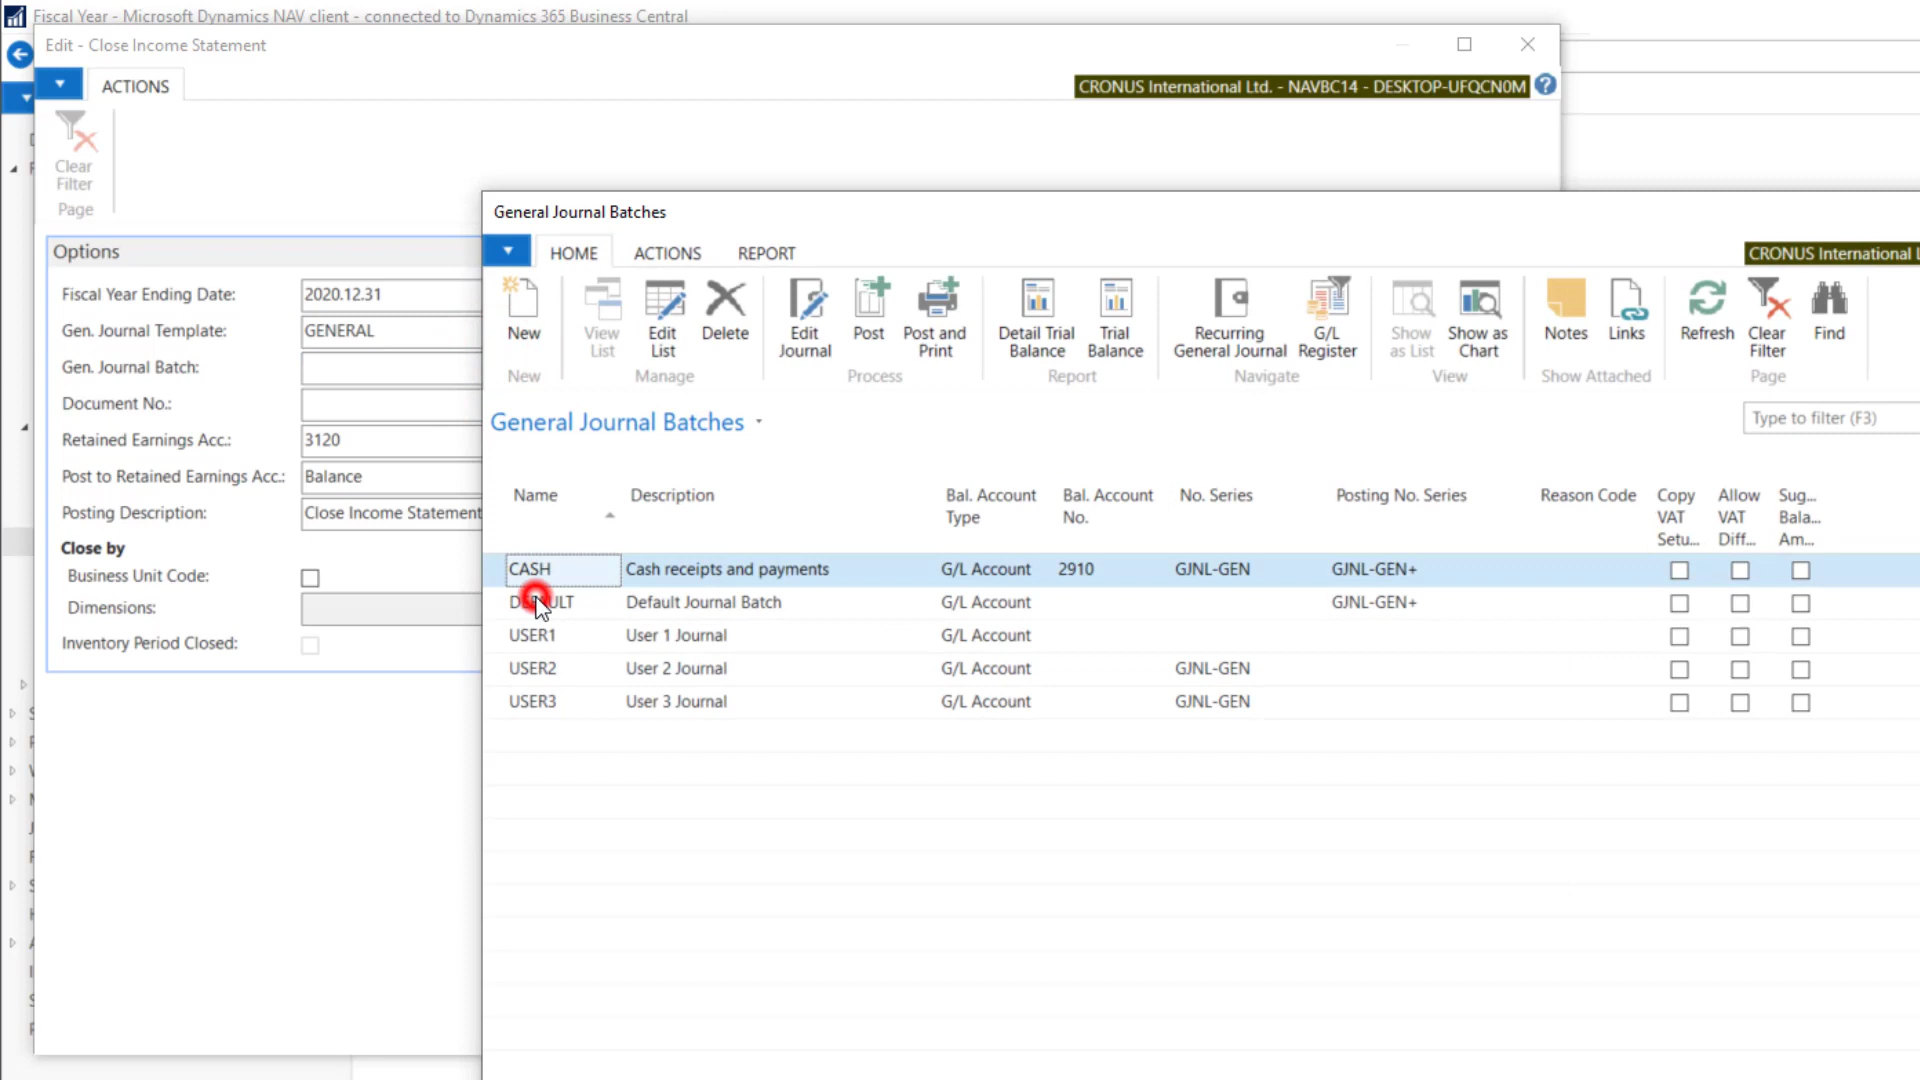 Fiscal Year - Microsoft Dynamics NAV client - connected to Dynamics 365 Business Central
Edit - Close Income Statement
ACTIONS
CRONUS International Ltd. - NAVBC14 - DESKTOP-UFQCN0M
Clear Filter
Page
Options
Fiscal Year Ending Date: 2020.12.31
Gen. Journal Template: GENERAL
Gen. Journal Batch:
Document No.:
Retained Earnings Acc.: 3120
Post to Retained Earnings Acc.: Balance
Posting Description: Close Income Statement
Close by
Business Unit Code:
Dimensions:
Inventory Period Closed:
General Journal Batches
HOME ACTIONS REPORT
CRONUS International
New View List Edit List Delete Edit Journal Post Post and Print Detail Trial Balance Trial Balance Recurring General Journal G/L Register Show as List Show as Chart Notes Links Refresh Clear Filter Find
New Manage Process Report Navigate View Show Attached Page
General Journal Batches
Type to filter (F3)
Name Description Bal. Account Type Bal. Account No. No. Series Posting No. Series Reason Code Copy VAT Setu... Allow VAT Diff... Sug... Bala... Am...
CASH Cash receipts and payments G/L Account 2910 GJNL-GEN GJNL-GEN+
DEFAULT Default Journal Batch G/L Account GJNL-GEN+
USER1 User 1 Journal G/L Account
USER2 User 2 Journal G/L Account GJNL-GEN
USER3 User 3 Journal G/L Account GJNL-GEN